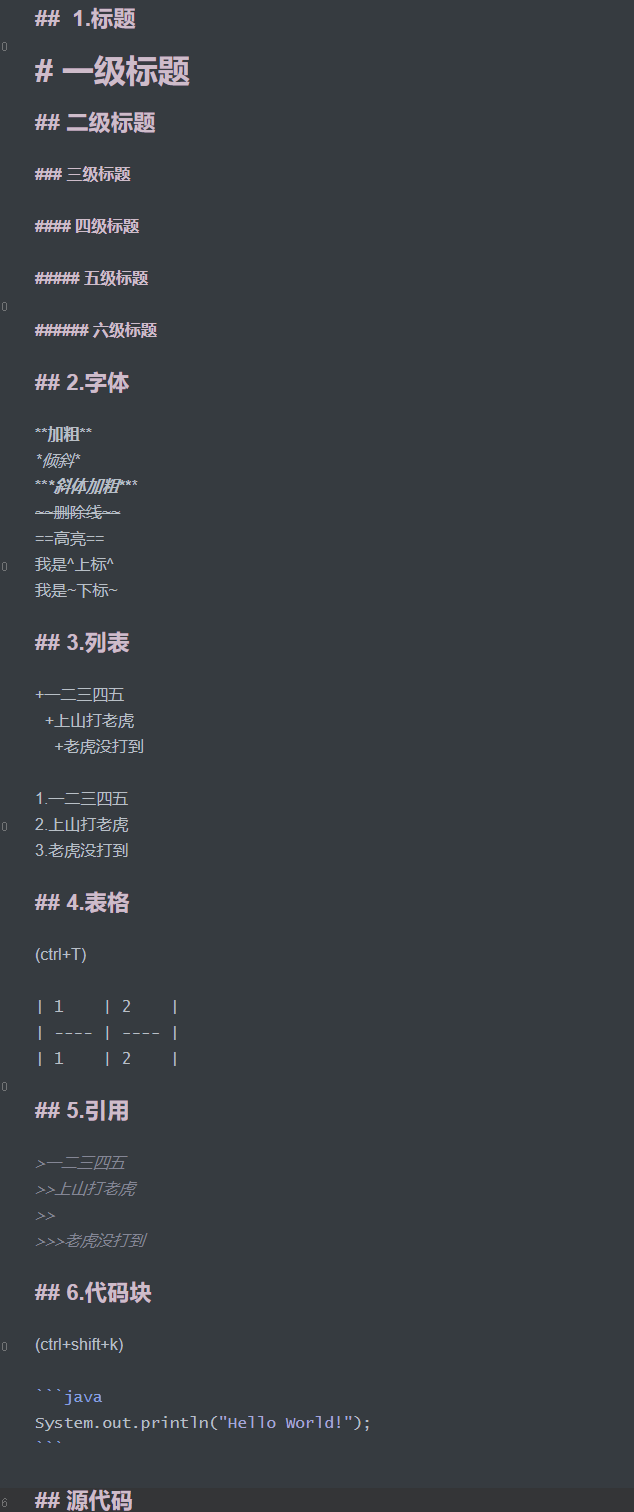 ##  1.标题
# 一级标题
## 二级标题
### 三级标题
#### 四级标题
##### 五级标题
###### 六级标题
## 2.字体
**加粗**
*倾斜*
***斜体加粗***
~~删除线~~
==高亮==
我是^上标^
我是~下标~
## 3.列表
+一二三四五
  +上山打老虎
    +老虎没打到
1.一二三四五
2.上山打老虎
3.老虎没打到
## 4.表格
(ctrl+T)
| 1    | 2    |
| ---- | ---- |
| 1    | 2    |
## 5.引用
>一二三四五
>>上山打老虎
>>
>>>老虎没打到
## 6.代码块
(ctrl+shift+k)
```java
System.out.println("Hello World!");
```
## 源代码